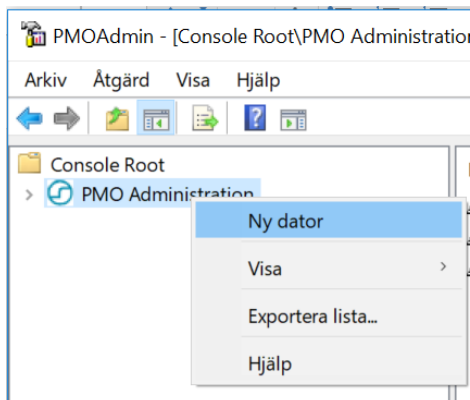 PMOAdmin - [Console Root\PMO Administration
Arkiv Åtgärd Visa Hjälp
Console Root
PMO Administration
Ny dator
Visa
Exportera lista...
Hjälp